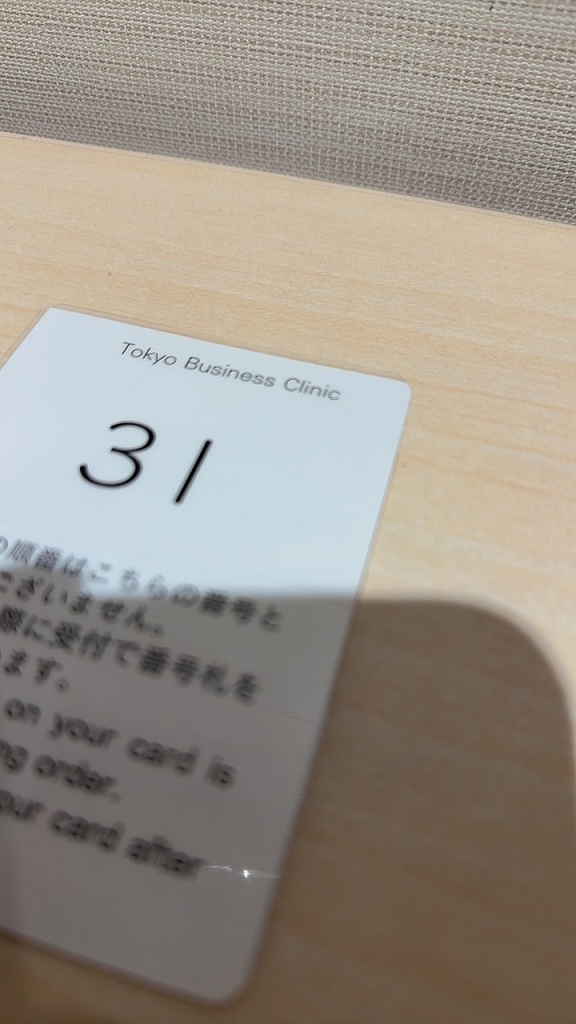 Tokyo Business Clinic
31
の順番はこちらの番号と
ございません。
際に受付で番号札を
ます。
on your card is
ng order.
our card after